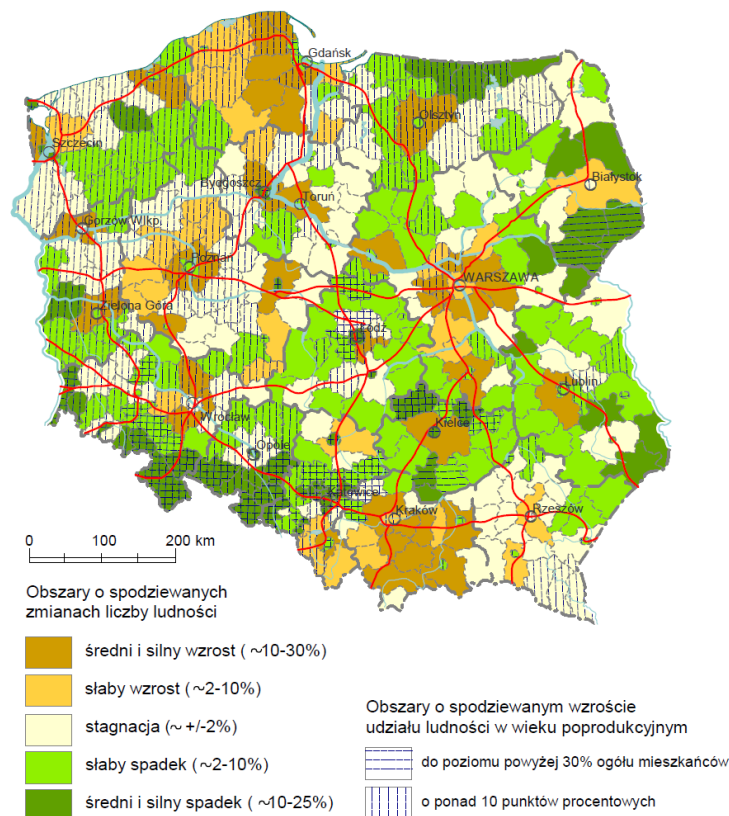 Gdańsk
Olsztyn
Szczecin
Białystok
Bydgoszcz
Toruń
Gorzów Wlkp.
Poznań
WARSZAWA
Zielona Góra
Łódź
Lublin
Wrocław
Kielce
Opole
Katowice
Kraków
Rzeszów
0 100 200 km
Obszary o spodziewanych
zmianach liczby ludności
średni i silny wzrost (~10-30%)
słaby wzrost (~2-10%)
stagnacja (~ +/-2%)
słaby spadek (~2-10%)
średni i silny spadek (~10-25%)
Obszary o spodziewanym wzroście
udziału ludności w wieku poprodukcyjnym
do poziomu powyżej 30% ogółu mieszkańców
o ponad 10 punktów procentowych